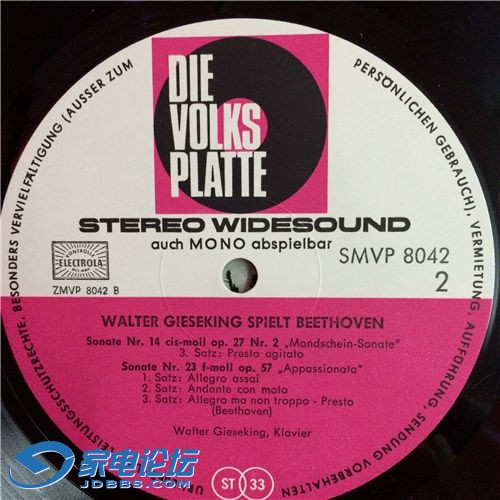 BESONDERS VERVIELFÄLTIGUNG (AUSSER ZUM
PERSÖNLICHEN GEBRAUCH), VERMIETUNG, AUFFÜHRUNG, SENDUNG VORBEHALTEN
DIE
VOLKS
PLATTE
STEREO WIDESOUND
auch MONO abspielbar
SMVP 8042
2
KONTROLLE
ELECTROLA
ZMVP 8042 B
WALTER GIESEKING SPIELT BEETHOVEN
Sonate Nr. 14 cis-moll op. 27 Nr. 2 „Mondschein-Sonate"
3. Satz: Presto agitato
Sonate Nr. 23 f-moll op. 57 „Appassionata"
1. Satz: Allegro assai
2. Satz: Andante con moto
3. Satz: Allegro ma non troppo - Presto
(Beethoven)
Walter Gieseking, Klavier
ST 33
家电论坛
JDBBS.COM